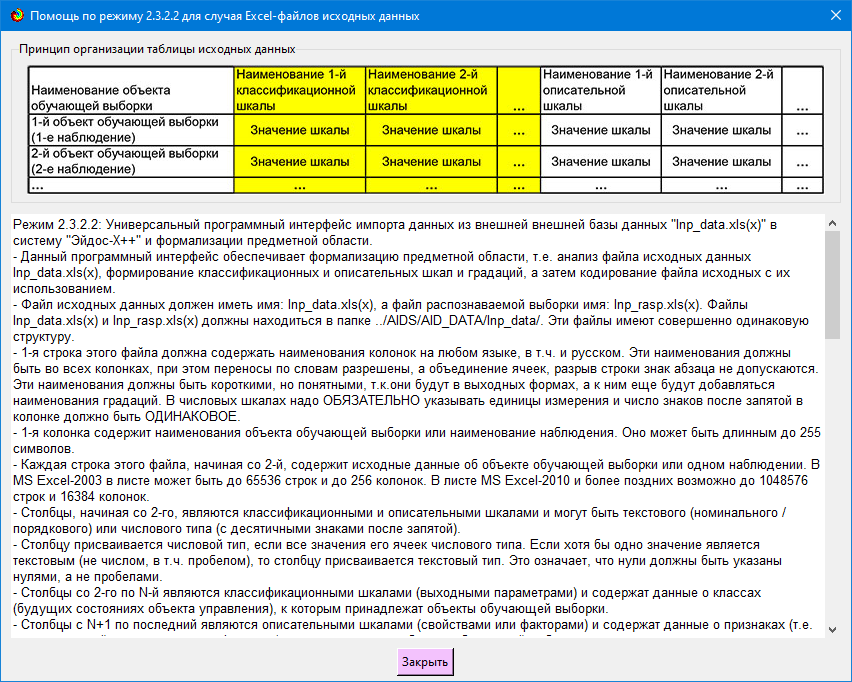 Помощь по режиму 2.3.2.2 для случая Excel-файлов исходных данных
Принцип организации таблицы исходных данных
Наименование объекта
обучающей выборки
Наименование 1-й
классификационной
шкалы
Наименование 2-й
классификационной
шкалы
...
Наименование 1-й
описательной
шкалы
Наименование 2-й
описательной
шкалы
...
1-й объект обучающей выборки
(1-е наблюдение)
Значение шкалы
Значение шкалы
...
Значение шкалы
Значение шкалы
...
2-й объект обучающей выборки
(2-е наблюдение)
Значение шкалы
Значение шкалы
...
Значение шкалы
Значение шкалы
...
...
...
...
...
...
...
...
Режим 2.3.2.2: Универсальный программный интерфейс импорта данных из внешней внешней базы данных "Inp_data.xls(x)" в
систему "Эйдос-X++" и формализации предметной области.
- Данный программный интерфейс обеспечивает формализацию предметной области, т.е. анализ файла исходных данных
Inp_data.xls(x), формирование классификационных и описательных шкал и градаций, а затем кодирование файла исходных с их
использованием.
- Файл исходных данных должен иметь имя: Inp_data.xls(x), а файл распознаваемой выборки имя: Inp_rasp.xls(x). Файлы
Inp_data.xls(x) и Inp_rasp.xls(x) должны находиться в папке ../AIDS/AID_DATA/Inp_data/. Эти файлы имеют совершенно одинаковую
структуру.
- 1-я строка этого файла должна содержать наименования колонок на любом языке, в т.ч. и русском. Эти наименования должны
быть во всех колонках, при этом переносы по словам разрешены, а объединение ячеек, разрыв строки знак абзаца не допускаются.
Эти наименования должны быть короткими, но понятными, т.к.они будут в выходных формах, а к ним еще будут добавляться
наименования градаций. В числовых шкалах надо ОБЯЗАТЕЛЬНО указывать единицы измерения и число знаков после запятой в
колонке должно быть ОДИНАКОВОЕ.
- 1-я колонка содержит наименования объекта обучающей выборки или наименование наблюдения. Оно может быть длинным до 255
символов.
- Каждая строка этого файла, начиная со 2-й, содержит исходные данные об объекте обучающей выборки или одном наблюдении. В
MS Excel-2003 в листе может быть до 65536 строк и до 256 колонок. В листе MS Excel-2010 и более поздних возможно до 1048576
строк и 16384 колонок.
- Столбцы, начиная со 2-го, являются классификационными и описательными шкалами и могут быть текстового (номинального /
порядкового) или числового типа (с десятичными знаками после запятой).
- Столбцу присваивается числовой тип, если все значения его ячеек числового типа. Если хотя бы одно значение является
текстовым (не числом, в т.ч. пробелом), то столбцу присваивается текстовый тип. Это означает, что нули должны быть указаны
нулями, а не пробелами.
- Столбцы со 2-го по N-й являются классификационными шкалами (выходными параметрами) и содержат данные о классах
(будущих состояниях объекта управления), к которым принадлежат объекты обучающей выборки.
- Столбцы с N+1 по последний являются описательными шкалами (свойствами или факторами) и содержат данные о признаках (т.е.
Закрыть